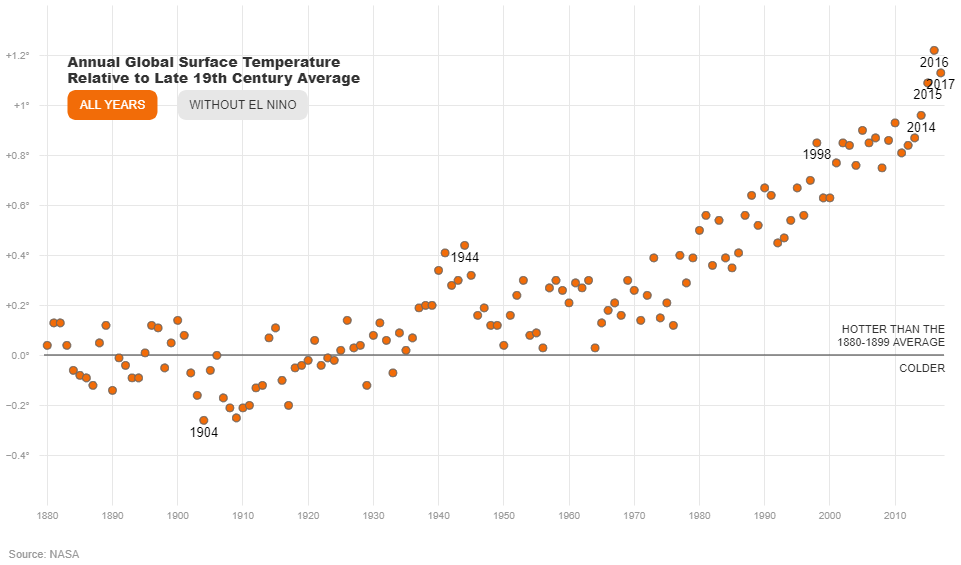 +1.2°
Annual Global Surface Temperature
Relative to Late 19th Century Average
2016
2017
2015
ALL YEARS
WITHOUT EL NINO
+1°
2014
1998
+0.8°
+0.6°
+0.4°
1944
+0.2°
HOTTER THAN THE
1880-1899 AVERAGE
0.0°
COLDER
−0.2°
1904
−0.4°
1880 1890 1900 1910 1920 1930 1940 1950 1960 1970 1980 1990 2000 2010
Source: NASA